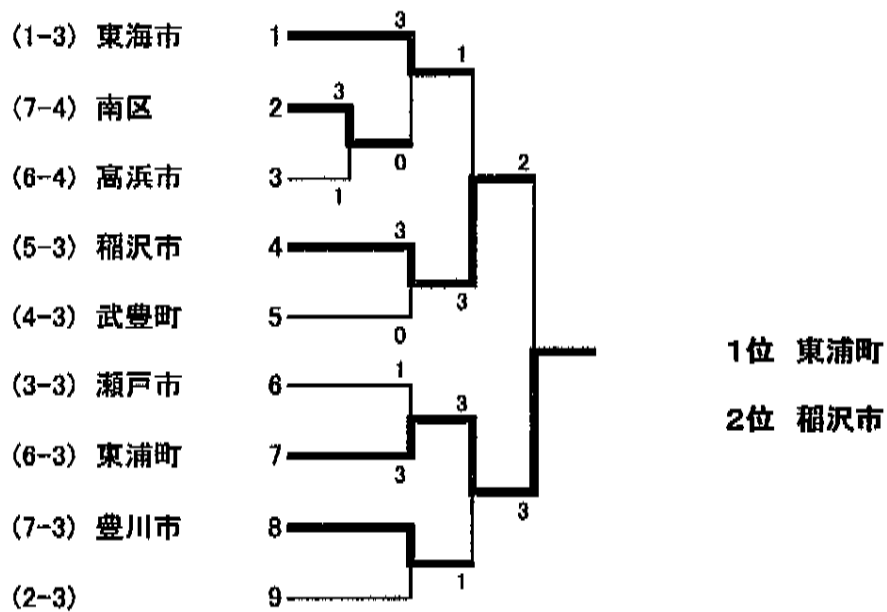 3
(1-3) 東海市 1
1
3
(7-4) 南区 2
2
0
(6-4) 高浜市 3
1
3
(5-3) 稲沢市 4
3
(4-3) 武豊町 5
0
1位 東浦町
1
(3-3) 瀬戸市 6
3
2位 稲沢市
(6-3) 東浦町 7
3
3
(7-3) 豊川市 8
1
(2-3) 9